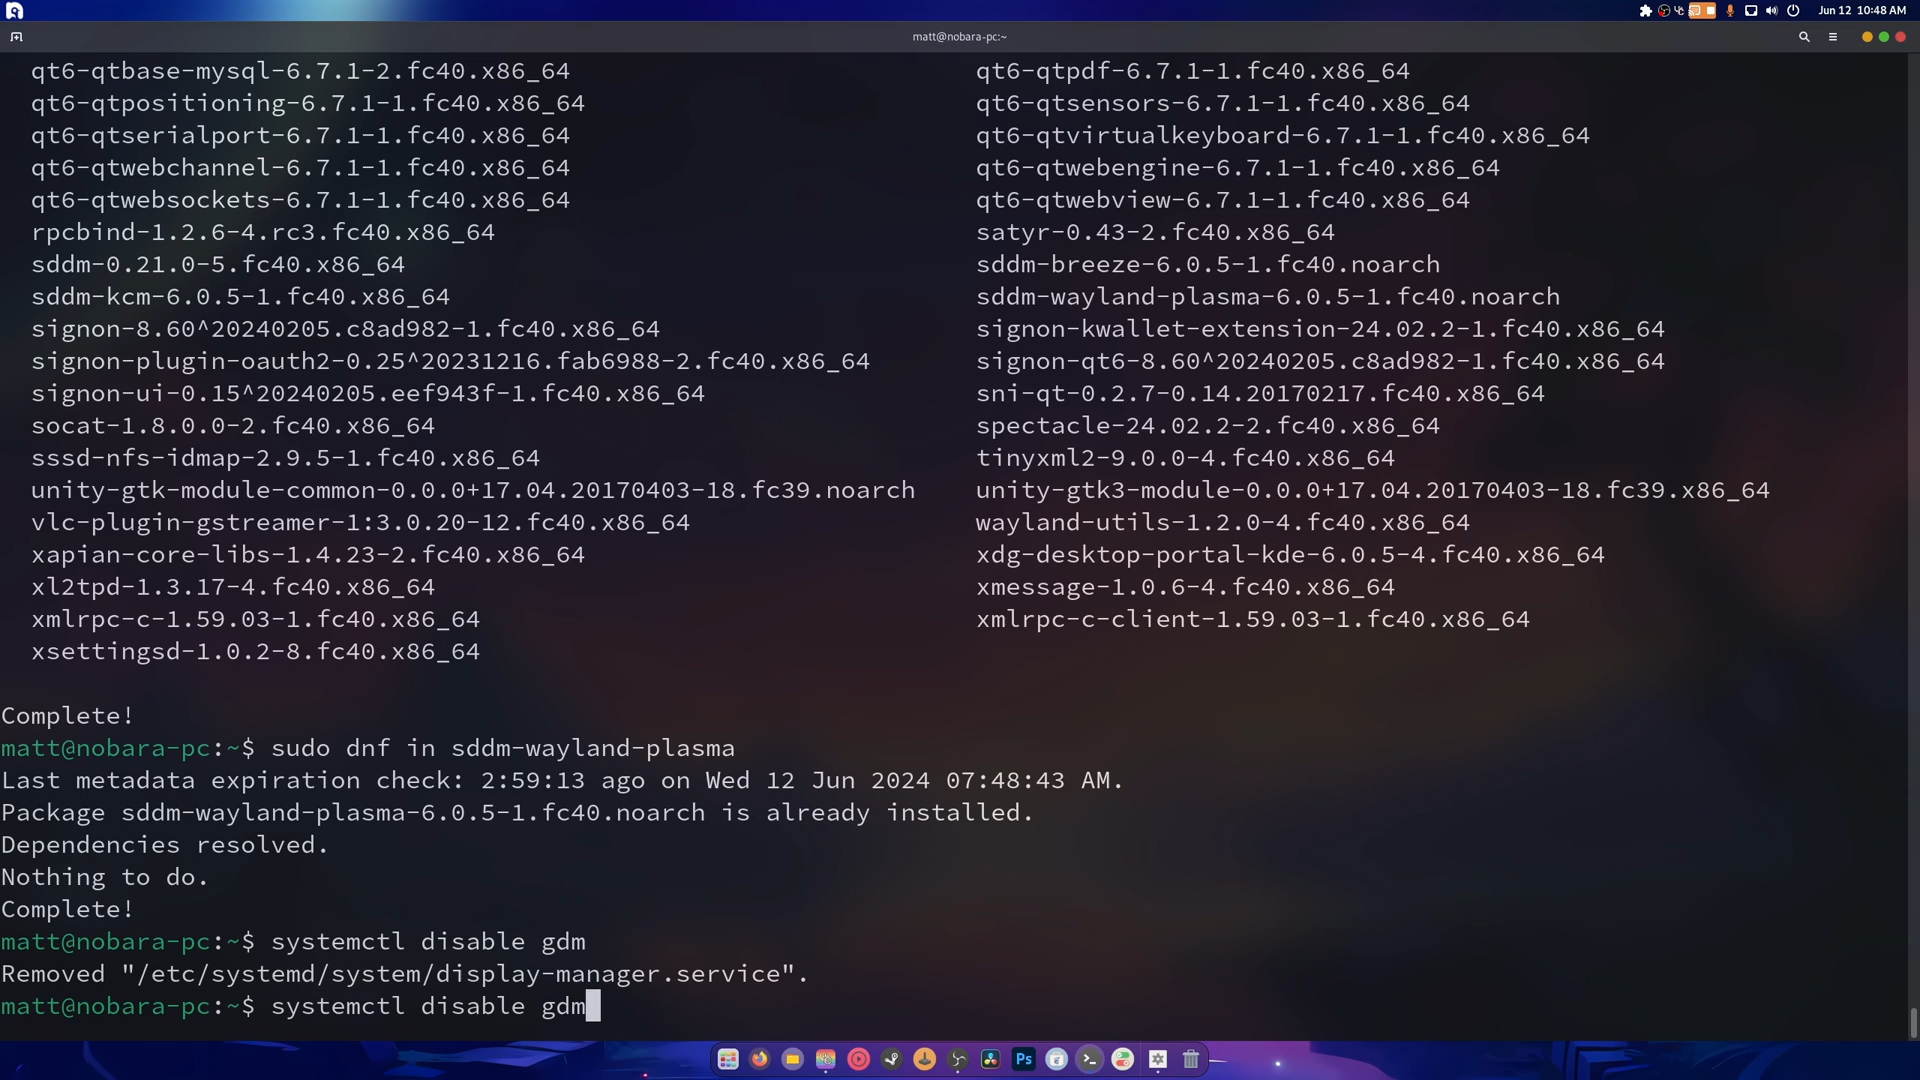 Jun 12 10:48 AM
matt@nobara-pc:~
qt6-qtbase-mysql-6.7.1-2.fc40.x86_64 qt6-qtpdf-6.7.1-1.fc40.x86_64
qt6-qtpositioning-6.7.1-1.fc40.x86_64 qt6-qtsensors-6.7.1-1.fc40.x86_64
qt6-qtserialport-6.7.1-1.fc40.x86_64 qt6-qtvirtualkeyboard-6.7.1-1.fc40.x86_64
qt6-qtwebchannel-6.7.1-1.fc40.x86_64 qt6-qtwebengine-6.7.1-1.fc40.x86_64
qt6-qtwebsockets-6.7.1-1.fc40.x86_64 qt6-qtwebview-6.7.1-1.fc40.x86_64
rpcbind-1.2.6-4.rc3.fc40.x86_64 satyr-0.43-2.fc40.x86_64
sddm-0.21.0-5.fc40.x86_64 sddm-breeze-6.0.5-1.fc40.noarch
sddm-kcm-6.0.5-1.fc40.x86_64 sddm-wayland-plasma-6.0.5-1.fc40.noarch
signon-8.60^20240205.c8ad982-1.fc40.x86_64 signon-kwallet-extension-24.02.2-1.fc40.x86_64
signon-plugin-oauth2-0.25^20231216.fab6988-2.fc40.x86_64 signon-qt6-8.60^20240205.c8ad982-1.fc40.x86_64
signon-ui-0.15^20240205.eef943f-1.fc40.x86_64 sni-qt-0.2.7-0.14.20170217.fc40.x86_64
socat-1.8.0.0-2.fc40.x86_64 spectacle-24.02.2-2.fc40.x86_64
sssd-nfs-idmap-2.9.5-1.fc40.x86_64 tinyxml2-9.0.0-4.fc40.x86_64
unity-gtk-module-common-0.0.0+17.04.20170403-18.fc39.noarch unity-gtk3-module-0.0.0+17.04.20170403-18.fc39.x86_64
vlc-plugin-gstreamer-1:3.0.20-12.fc40.x86_64 wayland-utils-1.2.0-4.fc40.x86_64
xapian-core-libs-1.4.23-2.fc40.x86_64 xdg-desktop-portal-kde-6.0.5-4.fc40.x86_64
xl2tpd-1.3.17-4.fc40.x86_64 xmessage-1.0.6-4.fc40.x86_64
xmlrpc-c-1.59.03-1.fc40.x86_64 xmlrpc-c-client-1.59.03-1.fc40.x86_64
xsettingsd-1.0.2-8.fc40.x86_64
Complete!
matt@nobara-pc:~$ sudo dnf in sddm-wayland-plasma
Last metadata expiration check: 2:59:13 ago on Wed 12 Jun 2024 07:48:43 AM.
Package sddm-wayland-plasma-6.0.5-1.fc40.noarch is already installed.
Dependencies resolved.
Nothing to do.
Complete!
matt@nobara-pc:~$ systemctl disable gdm
Removed "/etc/systemd/system/display-manager.service".
matt@nobara-pc:~$ systemctl disable gdm
Ps